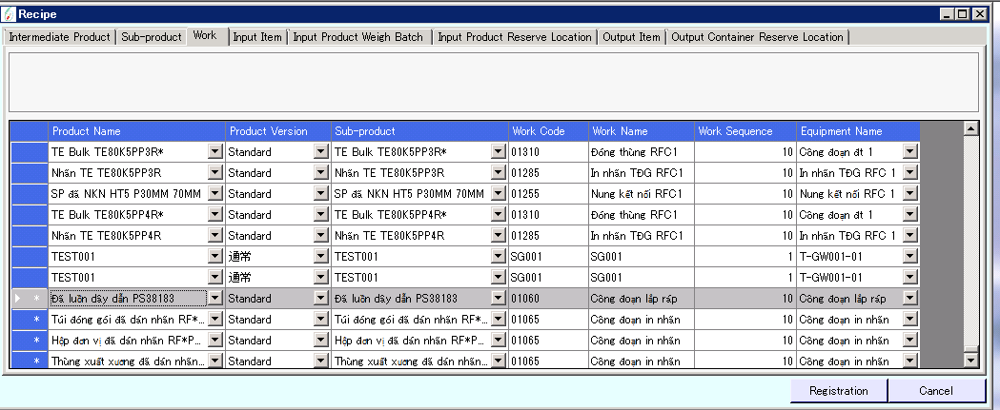 Recipe
Intermediate Product Sub-product Work Input Item Input Product Weigh Batch Input Product Reserve Location Output Item Output Container Reserve Location
Product Name Product Version Sub-product Work Code Work Name Work Sequence Equipment Name
TE Bulk TE80K5PP3R* Standard TE Bulk TE80K5PP3R* 01310 Đóng thùng RFC1 10 Công đoạn đt 1
Nhãn TE TE80K5PP3R Standard Nhãn TE TE80K5PP3R 01285 In nhãn TĐG RFC1 10 In nhãn TĐG RFC 1
SP đã NKN HT5 P30MM 70MM Standard SP đã NKN HT5 P30MM 70MM 01255 Nung kết nối RFC1 10 Nung kết nối RFC 1
TE Bulk TE80K5PP4R* Standard TE Bulk TE80K5PP4R* 01310 Đóng thùng RFC1 10 Công đoạn đt 1
Nhãn TE TE80K5PP4R Standard Nhãn TE TE80K5PP4R 01285 In nhãn TĐG RFC1 10 In nhãn TĐG RFC 1
TEST001 通常 TEST001 SG001 SG001 1 T-GW001-01
TEST001 通常 TEST001 SG001 SG001 1 T-GW001-01
* Đã luồn dây dẫn PS38183 Standard Đã luồn dây dẫn PS38183 01060 Công đoạn lắp ráp 10 Công đoạn lắp ráp
* Túi đóng gói đã dán nhãn RF*... Standard Túi đóng gói đã dán nhãn RF*... 01065 Công đoạn in nhãn 10 Công đoạn in nhãn
* Hộp đơn vị đã dán nhãn RF*P... Standard Hộp đơn vị đã dán nhãn RF*P... 01065 Công đoạn in nhãn 10 Công đoạn in nhãn
* Thùng xuất xương đã dán nhãn... Standard Thùng xuất xương đã dán nhãn... 01065 Công đoạn in nhãn 10 Công đoạn in nhãn
Registration Cancel